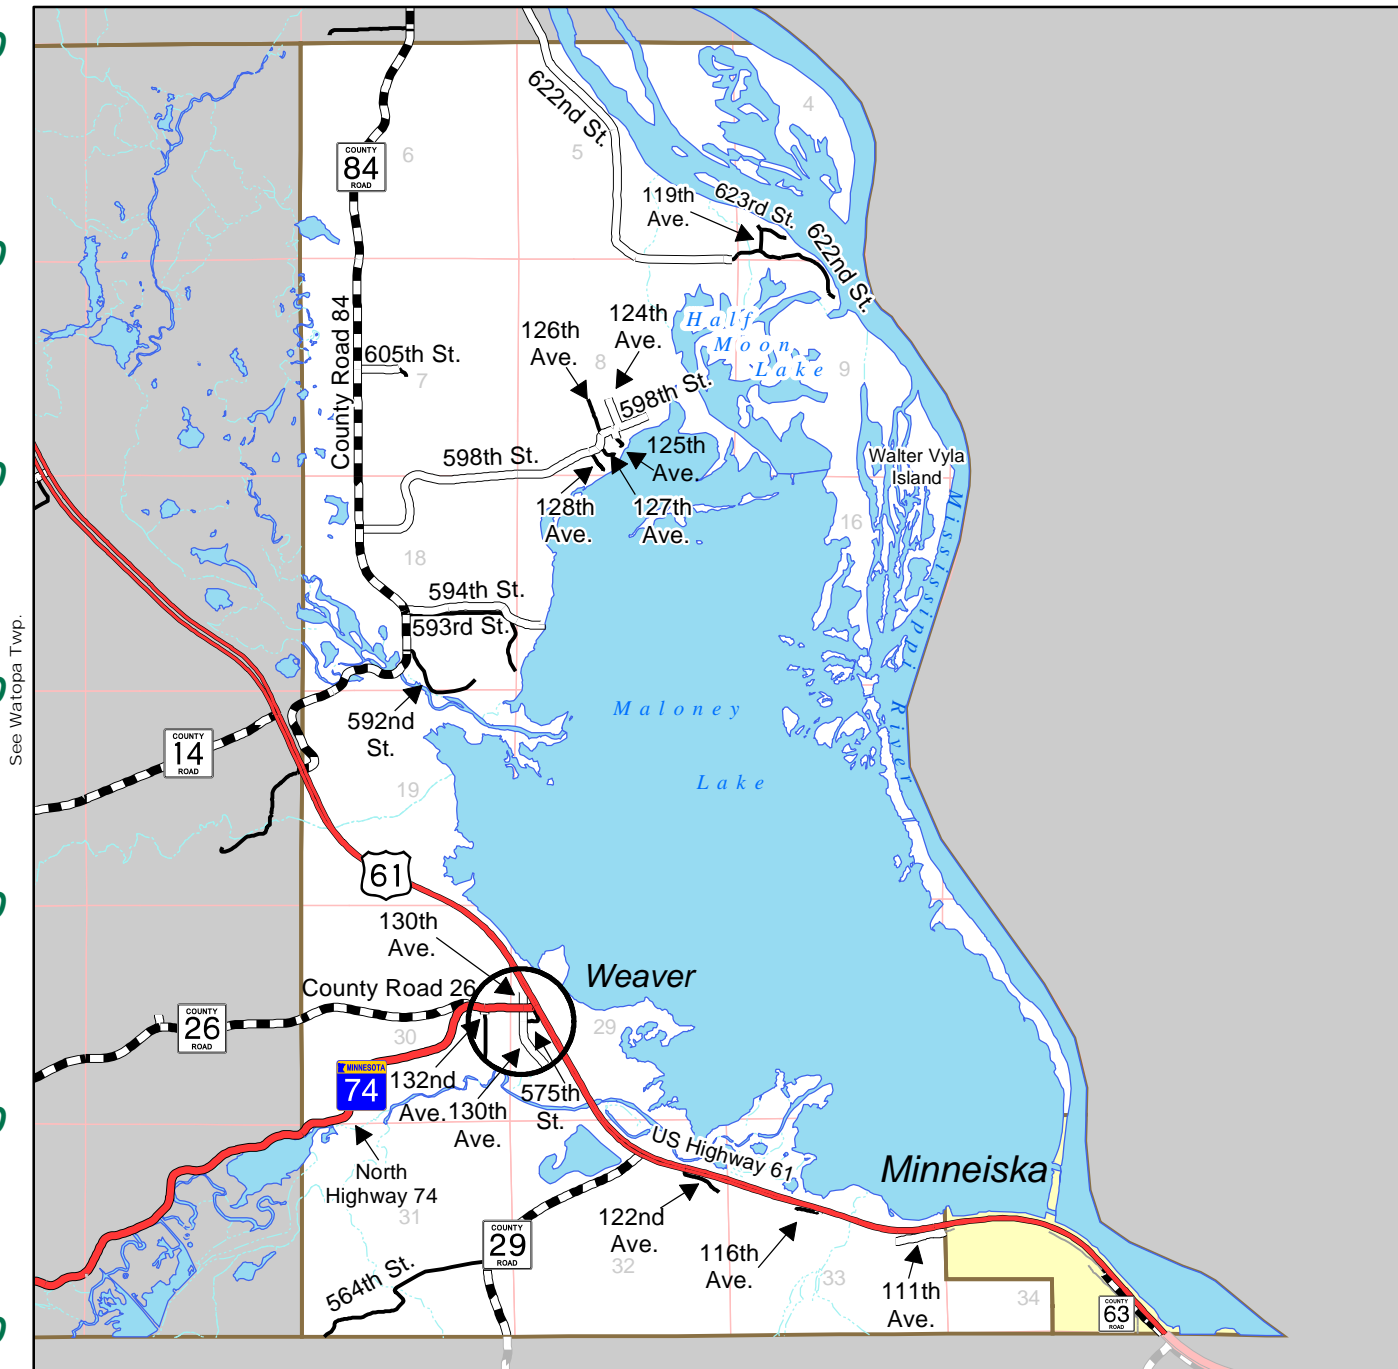 622nd St.
4
COUNTY
84
ROAD
6
5
119th
Ave.
623rd St.
622nd St.
County Road 84
124th
Ave.
126th
Ave.
Half
Moon
Lake
605th St.
7
8
9
598th St.
598th St.
125th
Ave.
Walter Vyla
Island
128th
Ave.
127th
Ave.
16
18
Mississippi River
594th St.
593rd St.
See Watopa Twp.
592nd
St.
Maloney
Lake
COUNTY
14
ROAD
19
61
130th
Ave.
Weaver
County Road 26
COUNTY
26
ROAD
30
29
MINNESOTA
74
132nd
Ave.
130th
Ave.
575th
St.
US Highway 61
North
Highway 74
Minneiska
31
122nd
Ave.
COUNTY
29
ROAD
32
116th
Ave.
33
111th
Ave.
34
564th St.
COUNTY
63
ROAD